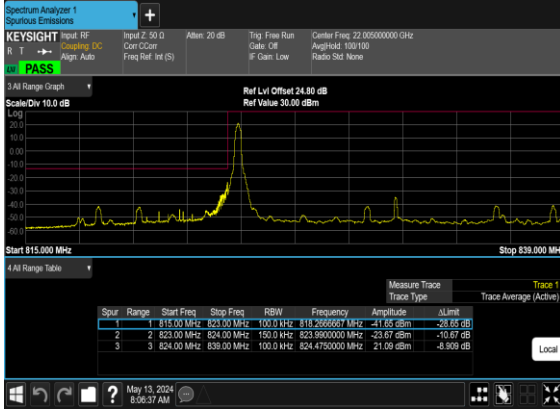 Spectrum Analyzer 1
Spurious Emissions
KEYSIGHT Input: RF Input Z: 50 Ω Atten: 20 dB Trig: Free Run Center Freq: 22.005000000 GHz
R T Coupling: DC Corr CCorr Gate: Off Avg|Hold: 100/100
Align: Auto Freq Ref: Int (S) IF Gain: Low Radio Std: None
PASS
3 All Range Graph
Ref Lvl Offset 24.80 dB
Scale/Div 10.0 dB Ref Value 30.00 dBm
Log
20.0
10.0
0.00
-10.0
-20.0
-30.0
-40.0
-50.0
-60.0
Start 815.000 MHz Stop 839.000 MH
4 All Range Table
Measure Trace Trace 1
Trace Type Trace Average (Active)
Spur Range Start Freq Stop Freq RBW Frequency Amplitude ΔLimit
1 1 815.00 MHz 823.00 MHz 100.0 kHz 818.2666667 MHz -41.65 dBm -28.65 dB
2 2 823.00 MHz 824.00 MHz 150.0 kHz 823.9900000 MHz -23.67 dBm -10.67 dB
3 3 824.00 MHz 839.00 MHz 100.0 kHz 824.4750000 MHz 21.09 dBm -8.909 dB
Local
? May 13, 2024
8:06:37 AM